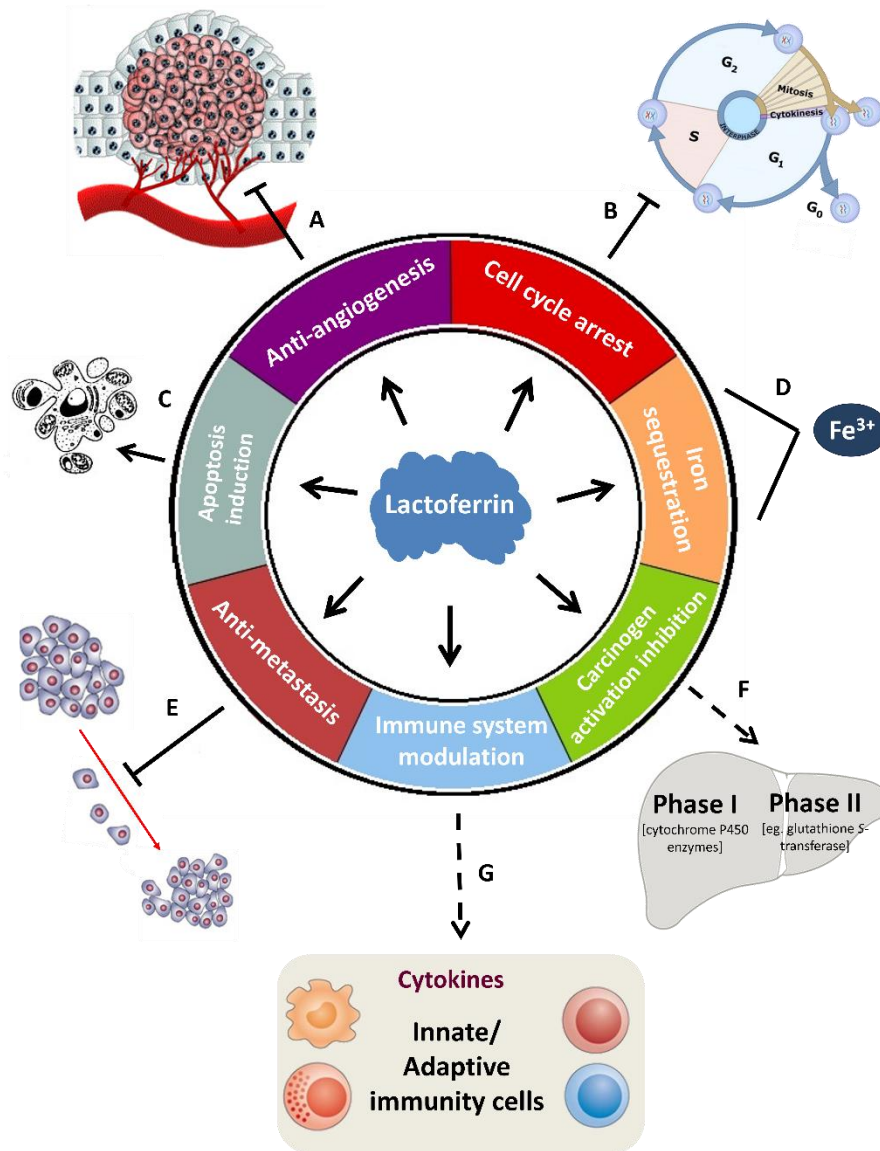 G2
Mitosis
Cytokinesis
S
INTERPHASE
G1
G0
A
B
Anti-angiogenesis
Cell cycle arrest
C
D
Fe3+
Apoptosis
induction
Iron
sequestration
Lactoferrin
Anti-metastasis
Carcinogen
activation inhibition
E
F
Immune system
modulation
Phase I
[cytochrome P450
enzymes]
Phase II
[eg. glutathione S-
transferase]
G
Cytokines
Innate/
Adaptive
immunity cells